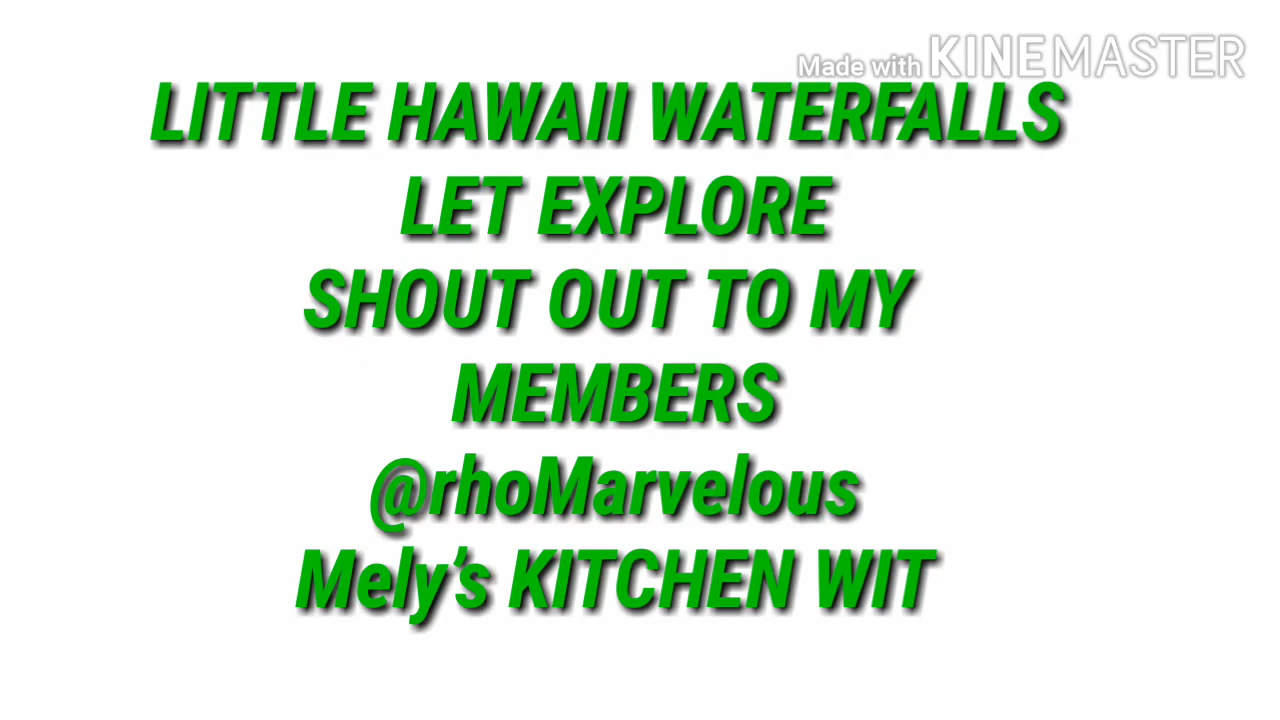 Made with KINEMASTER
LITTLE HAWAII WATERFALLS
LET EXPLORE
SHOUT OUT TO MY
MEMBERS
@rhoMarvelous
Mely’s KITCHEN WIT